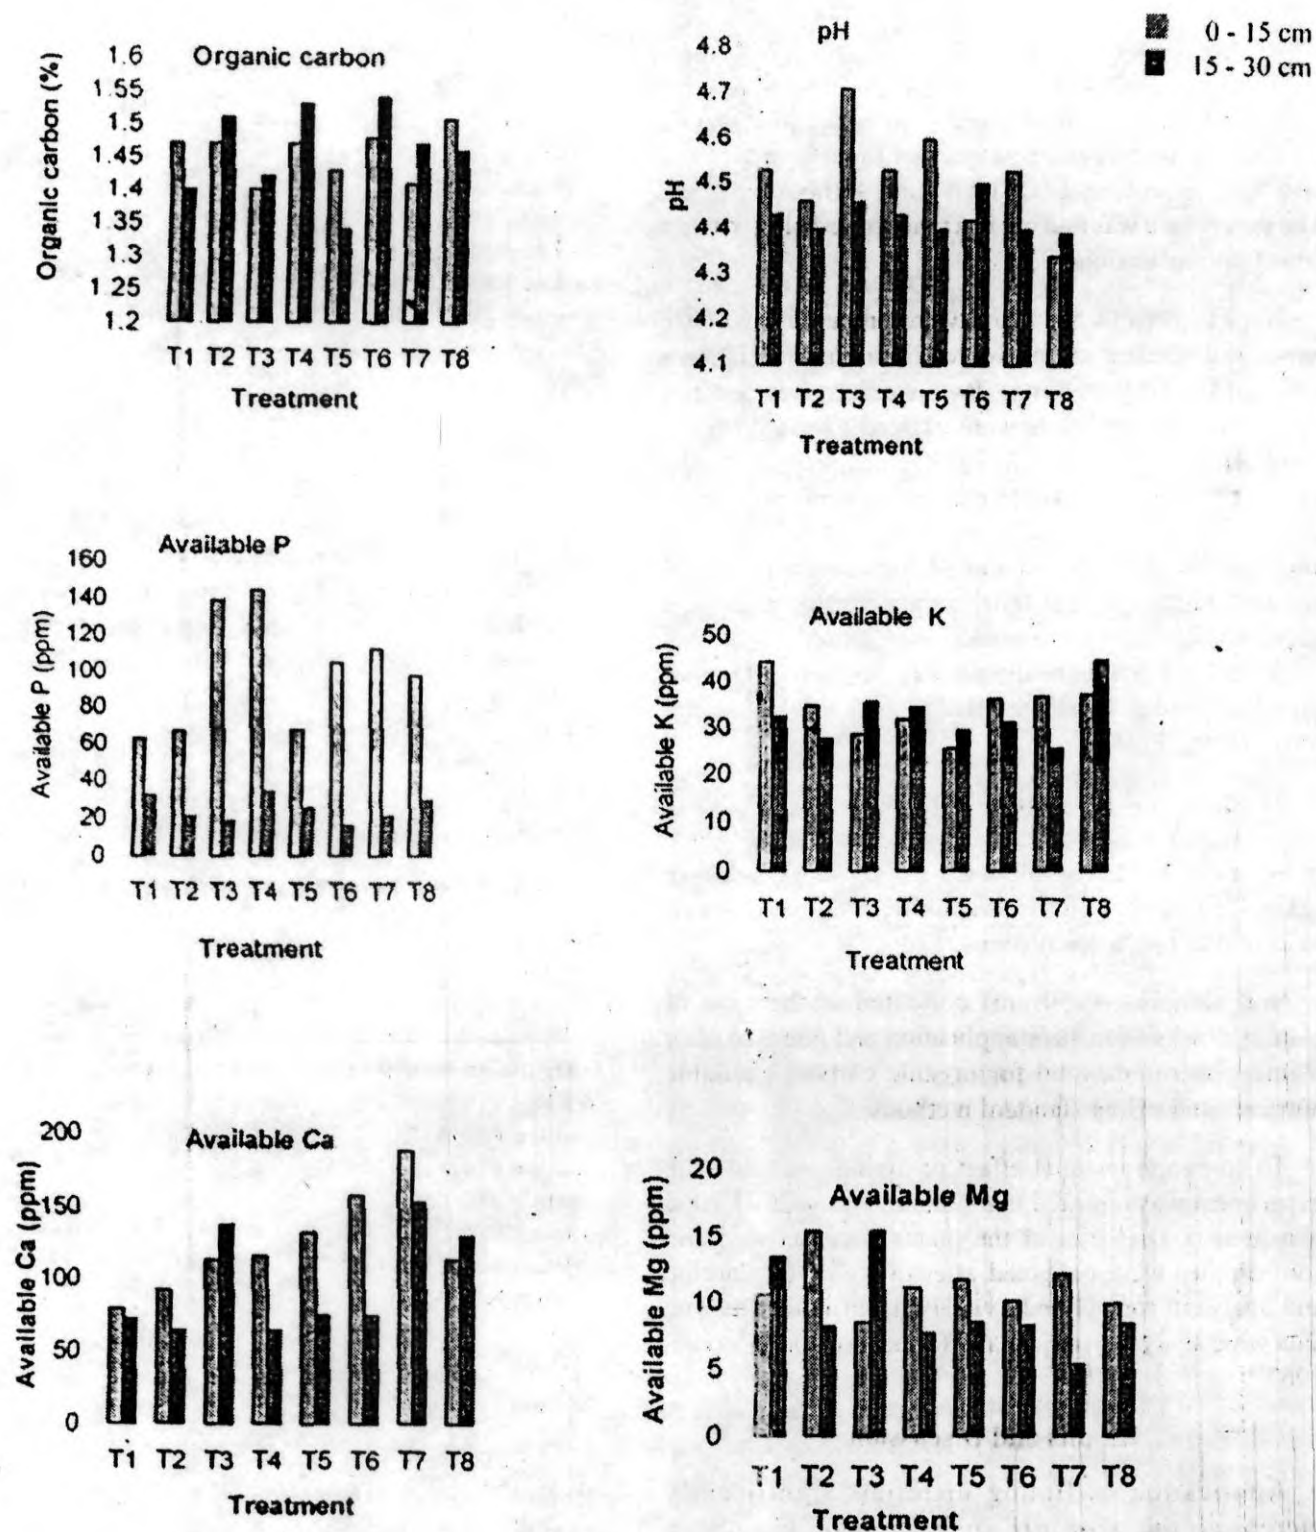 0 - 15 cm
15 - 30 cm
Organic carbon
Organic carbon (%)
1.6
1.55
1.5
1.45
1.4
1.35
1.3
1.25
1.2
T1 T2 T3 T4 T5 T6 T7 T8
Treatment
pH
pH
4.8
4.7
4.6
4.5
4.4
4.3
4.2
4.1
T1 T2 T3 T4 T5 T6 T7 T8
Treatment
Available P
Available P (ppm)
160
140
120
100
80
60
40
20
0
T1 T2 T3 T4 T5 T6 T7 T8
Treatment
Available K
Available K (ppm)
50
40
30
20
10
0
T1 T2 T3 T4 T5 T6 T7 T8
Treatment
Available Ca
Available Ca (ppm)
200
150
100
50
0
T1 T2 T3 T4 T5 T6 T7 T8
Treatment
Available Mg
Available Mg (ppm)
20
15
10
5
0
T1 T2 T3 T4 T5 T6 T7 T8
Treatment